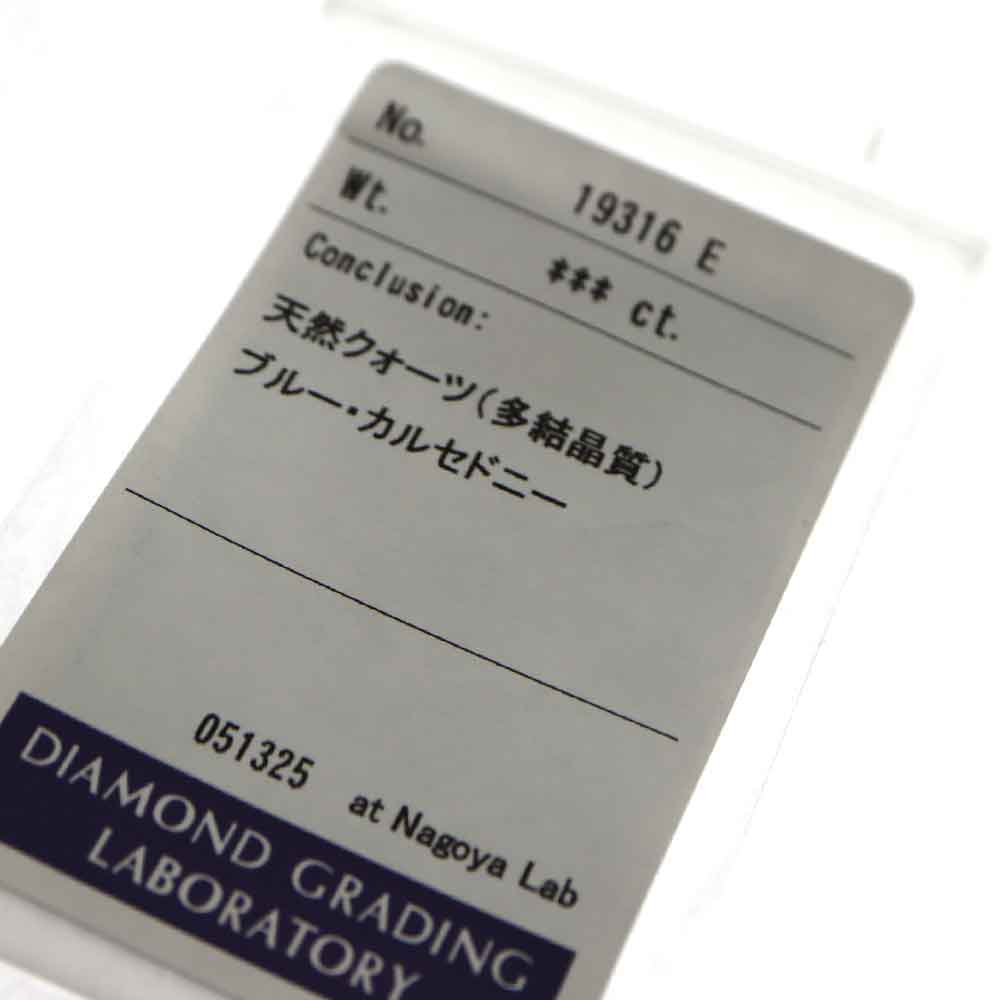 No. 19316 E
Wt. *** ct.
Conclusion:
天然クオーツ(多結晶質)
ブルー・カルセドニー
051325 at Nagoya Lab
DIAMOND GRADING
LABORATORY